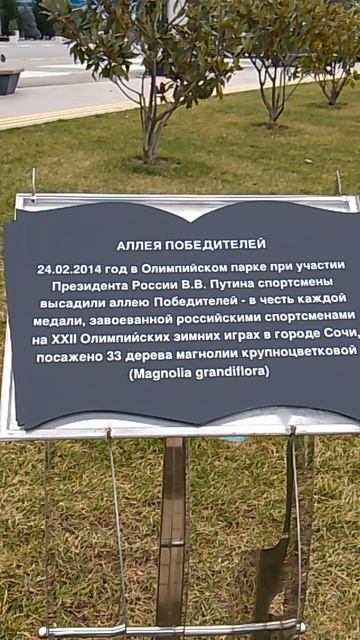 АЛЛЕЯ ПОБЕДИТЕЛЕЙ
24.02.2014 год в Олимпийском парке при участии
Президента России В.В. Путина спортсмены
высадили аллею Победителей - в честь каждой
медали, завоеванной российскими спортсменами
на XXII Олимпийских зимних играх в городе Сочи,
посажено 33 дерева магнолии крупноцветковой
(Magnolia grandiflora)